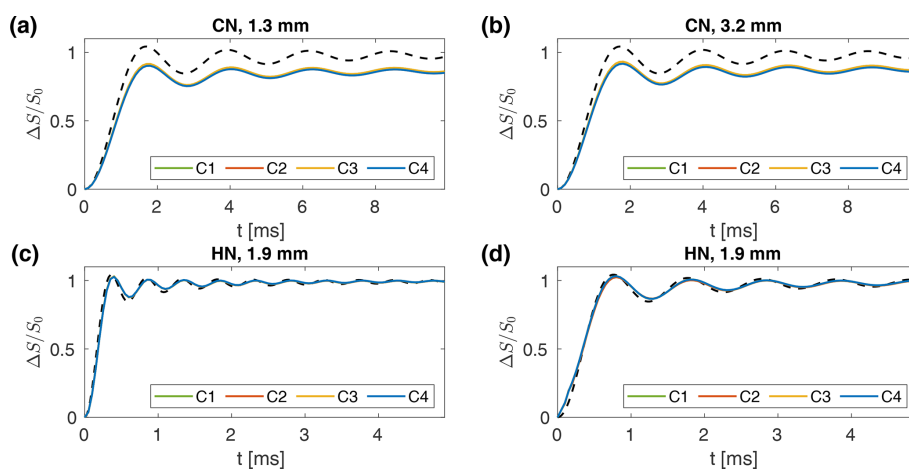 (a)
CN, 1.3 mm
1
0.5
0
ΔS/S₀
C1 C2 C3 C4
0 2 4 6 8
t [ms]
(b)
CN, 3.2 mm
1
0.5
0
ΔS/S₀
C1 C2 C3 C4
0 2 4 6 8
t [ms]
(c)
HN, 1.9 mm
1
0.5
0
ΔS/S₀
C1 C2 C3 C4
0 1 2 3 4
t [ms]
(d)
HN, 1.9 mm
1
0.5
0
ΔS/S₀
C1 C2 C3 C4
0 1 2 3 4
t [ms]